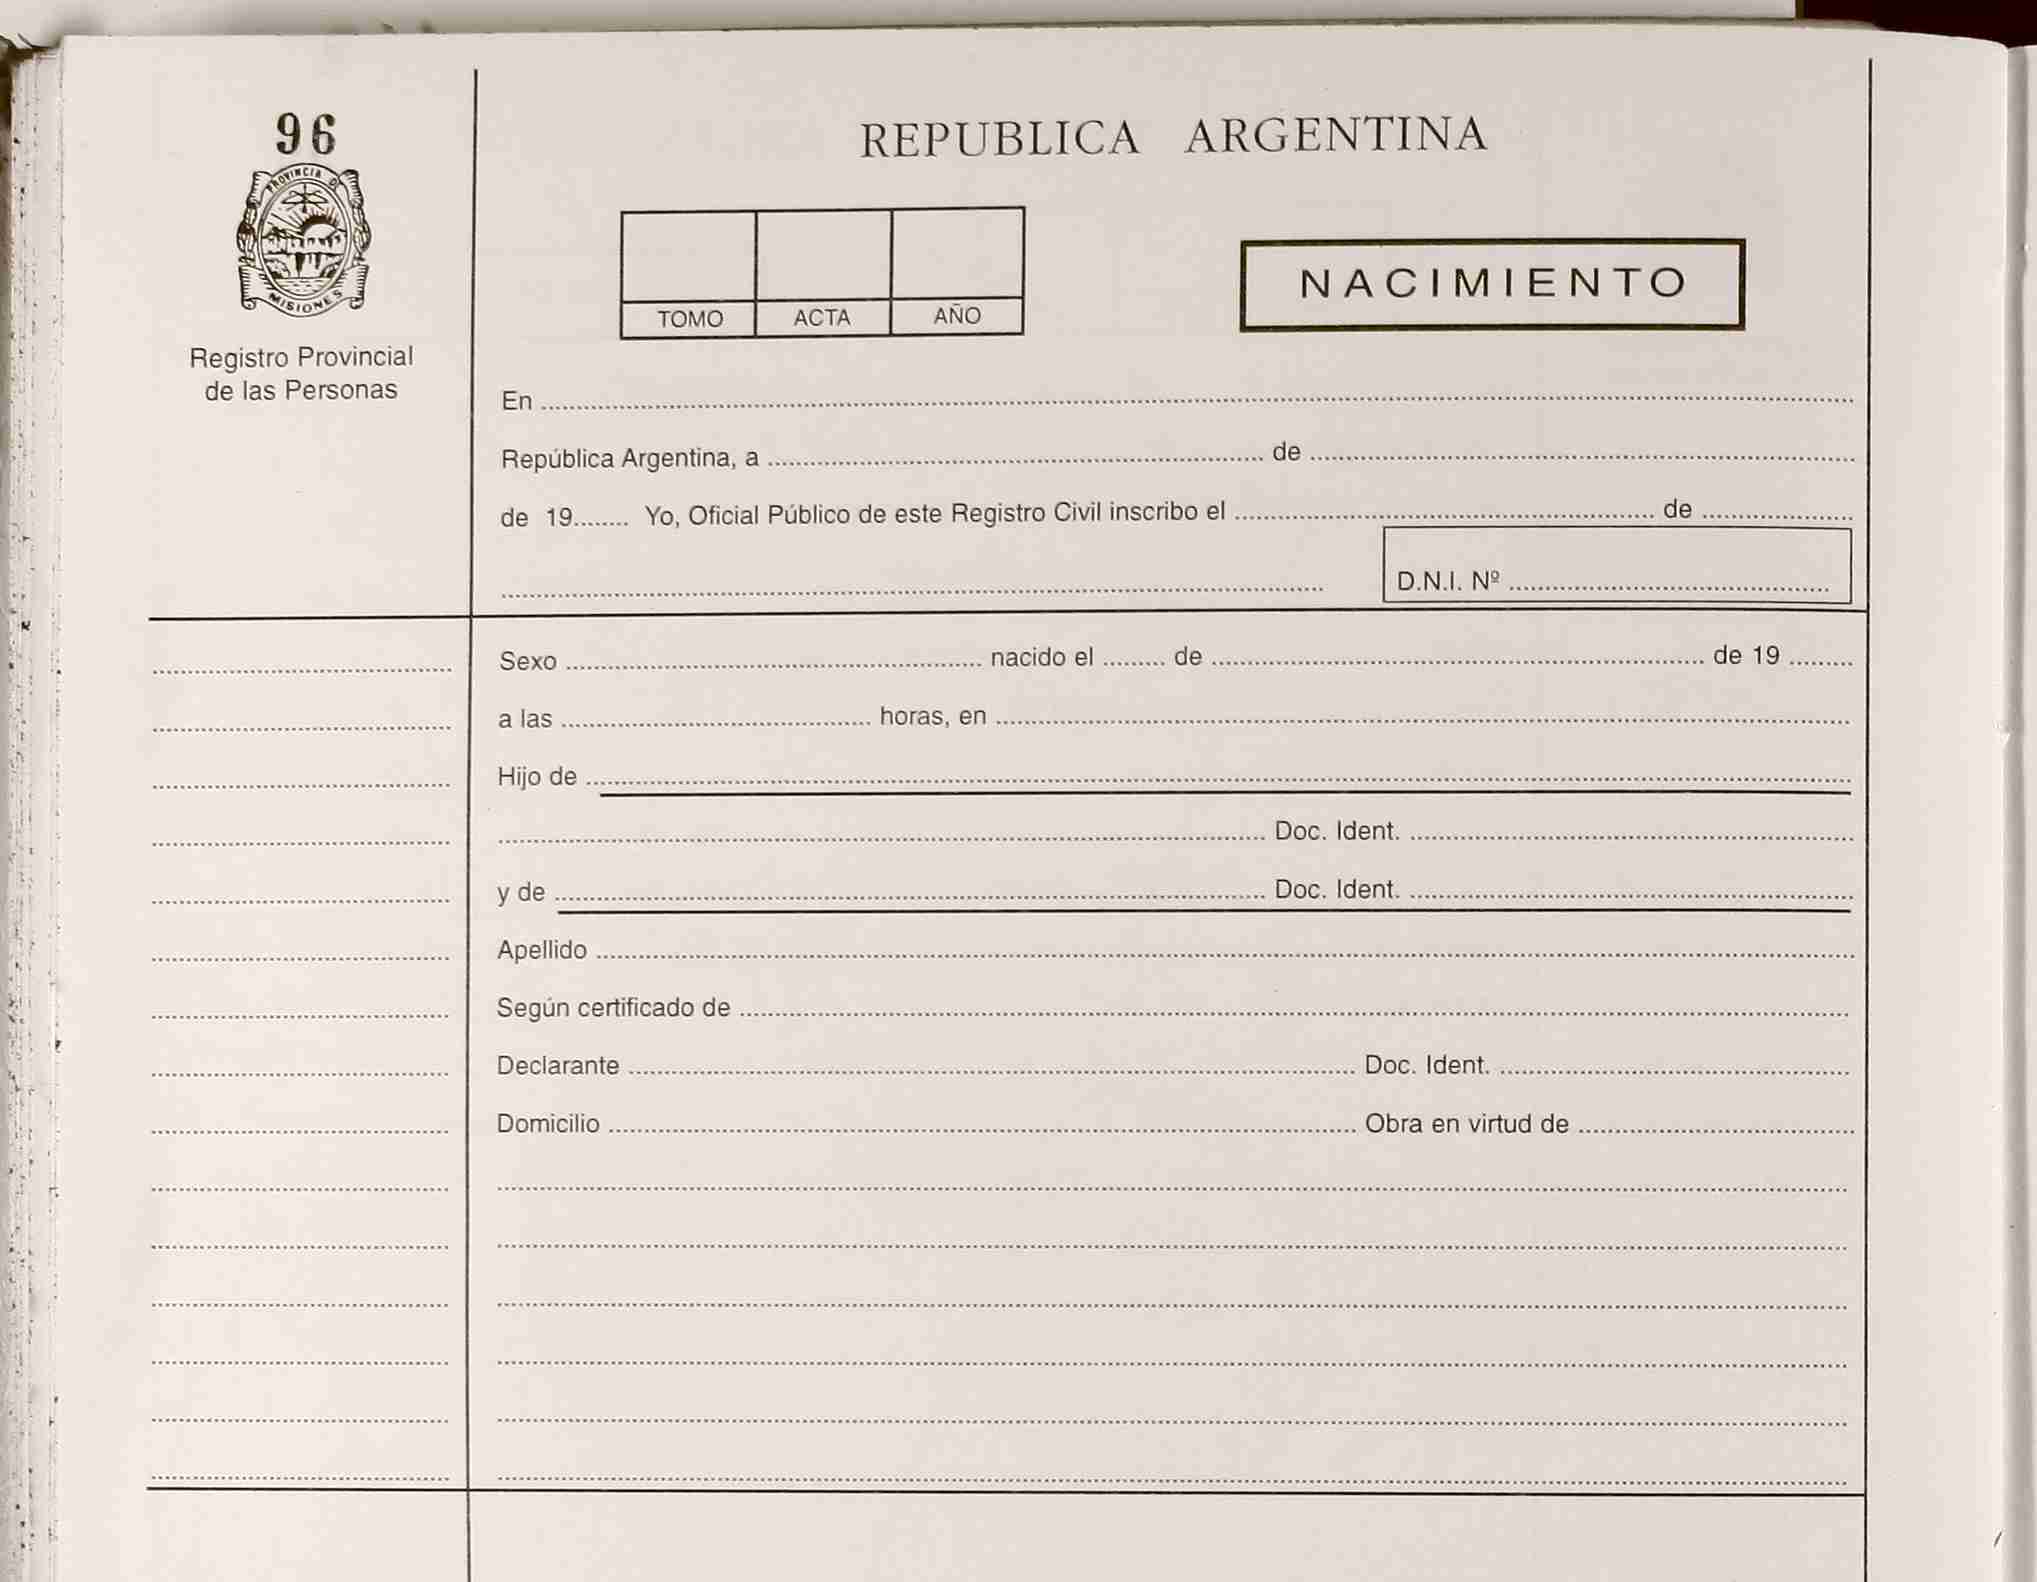 96
PROVINCIA DE
MISIONES
Registro Provincial
de las Personas
REPUBLICA ARGENTINA
TOMO ACTA AÑO
NACIMIENTO
En
República Argentina, a de
de 19 Yo, Oficial Público de este Registro Civil inscribo el de
D.N.I. Nº
Sexo nacido el de de 19
a las horas, en
Hijo de
Doc. Ident.
y de Doc. Ident.
Apellido
Según certificado de
Declarante Doc. Ident.
Domicilio Obra en virtud de